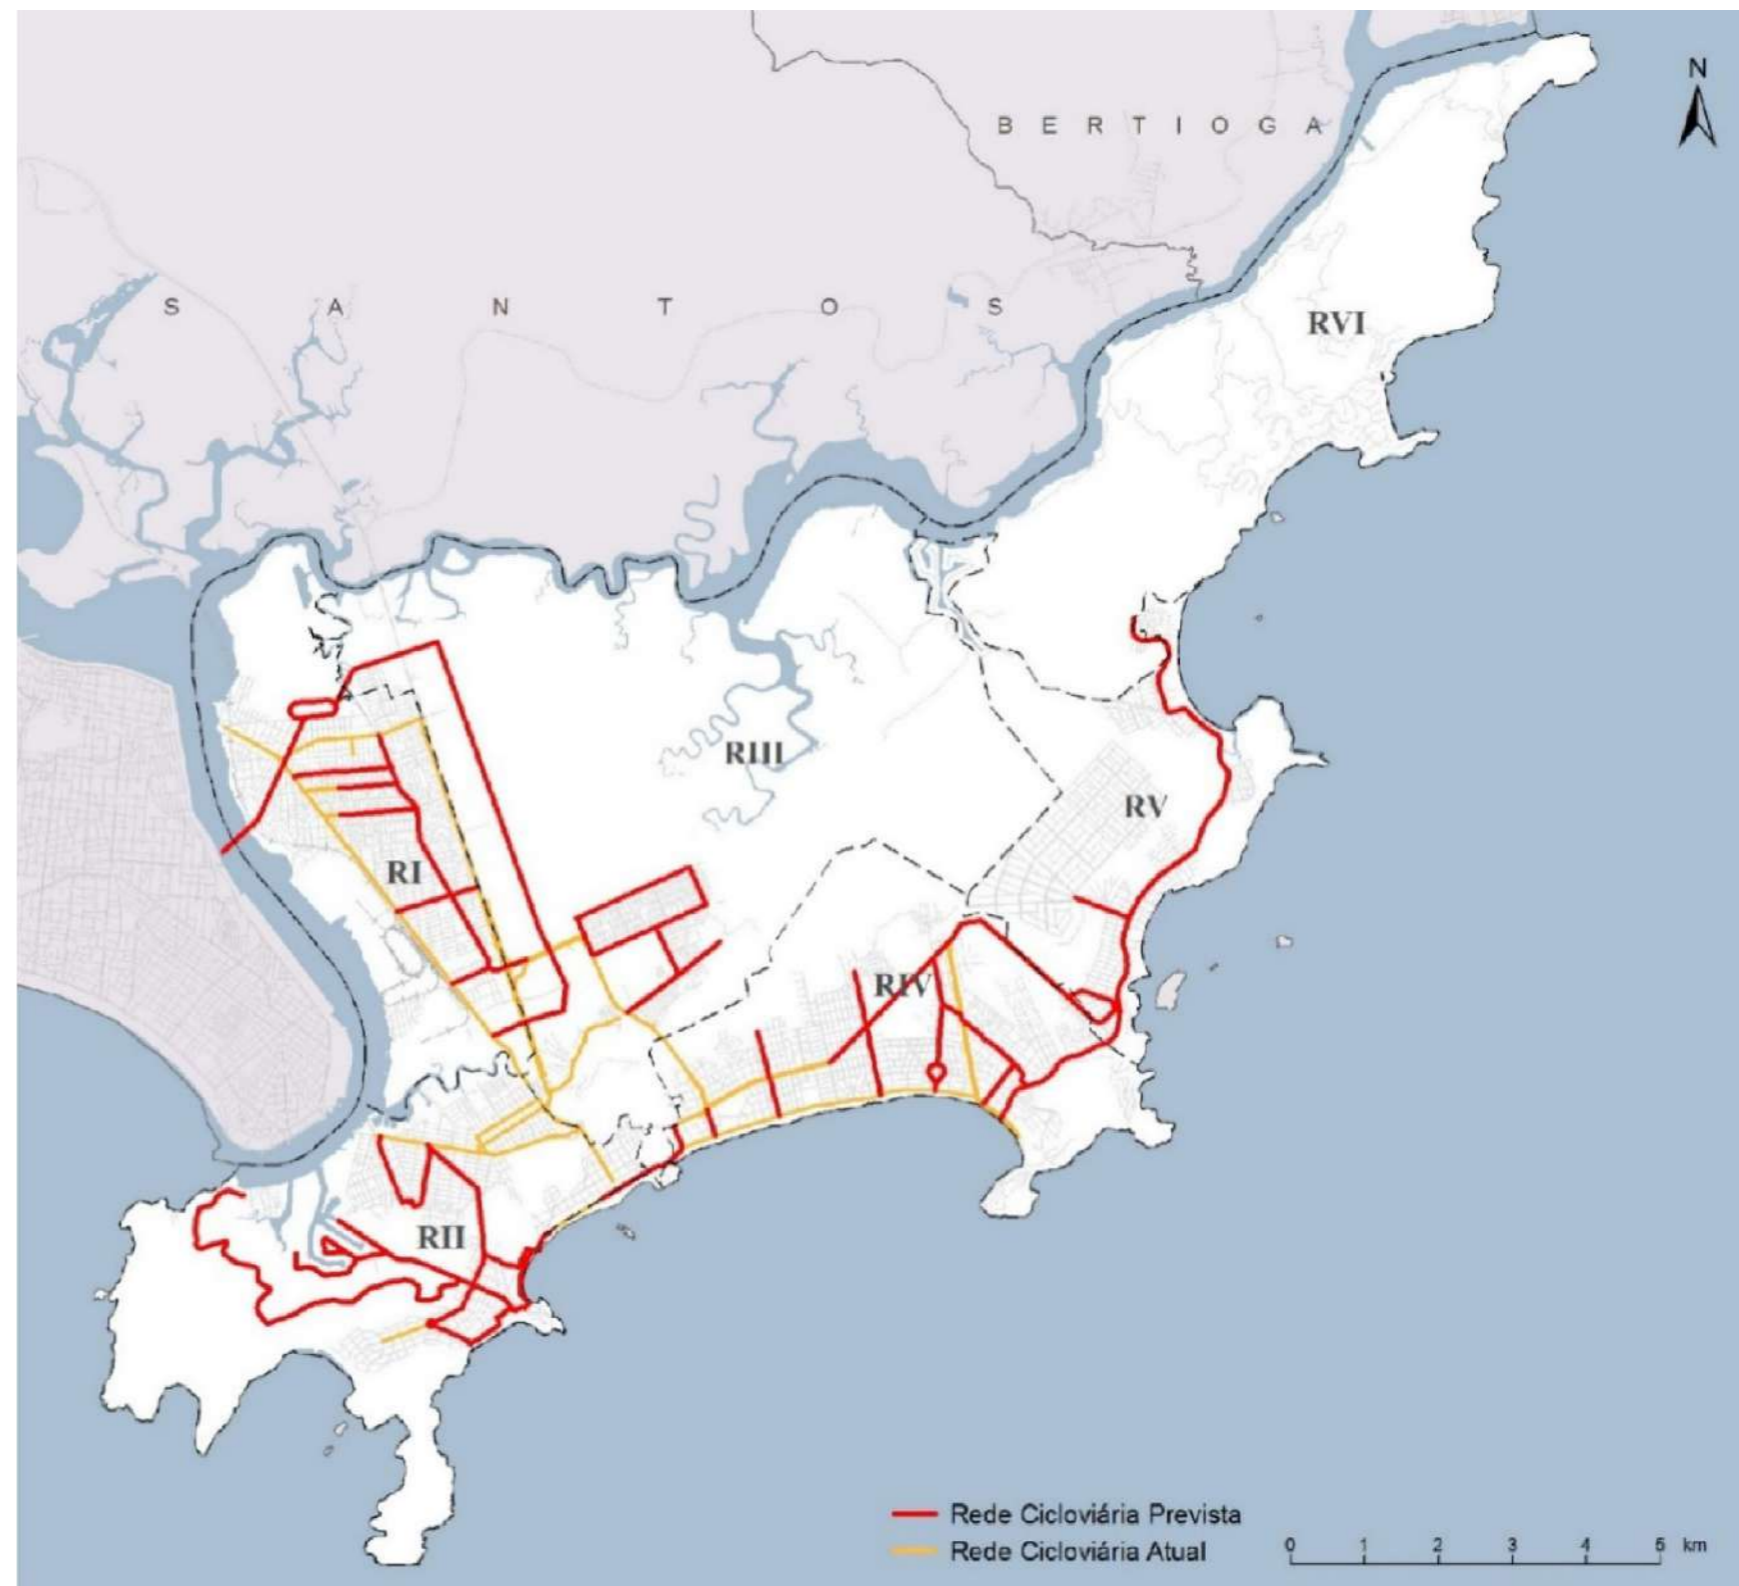 N
BERTIOGA
SANTOS
RVI
RIII
RV
RI
RIV
RII
Rede Cicloviária Prevista
Rede Cicloviária Atual
0 1 2 3 4 5 km